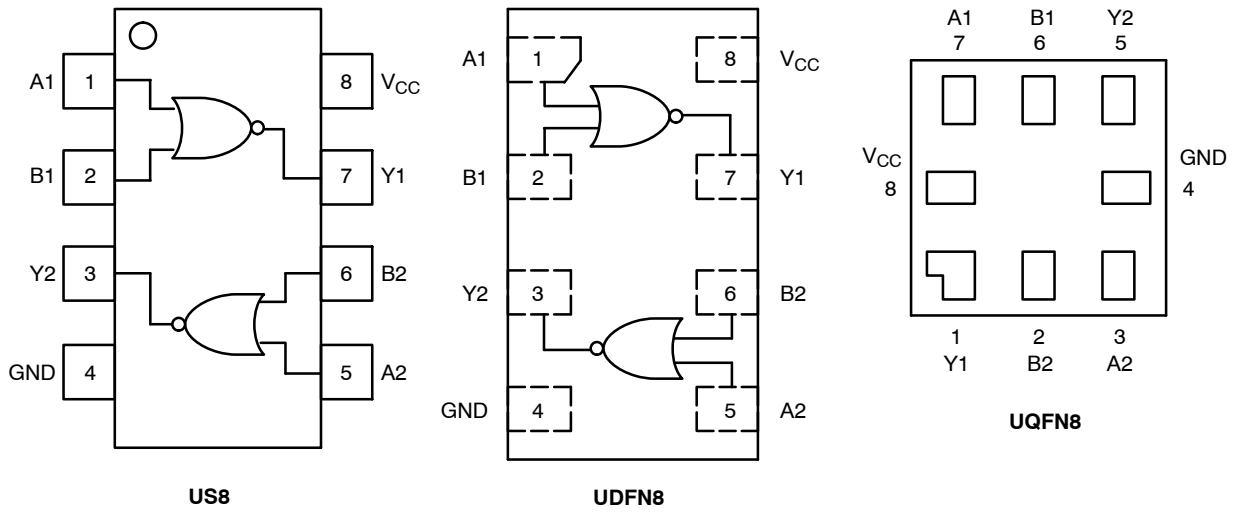 A1 1 8 VCC
B1 2 7 Y1
Y2 3 6 B2
GND 4 5 A2
US8
A1 1 8 VCC
B1 2 7 Y1
Y2 3 6 B2
GND 4 5 A2
UDFN8
A1 B1 Y2
7 6 5
VCC GND
8 4
1 2 3
Y1 B2 A2
UQFN8